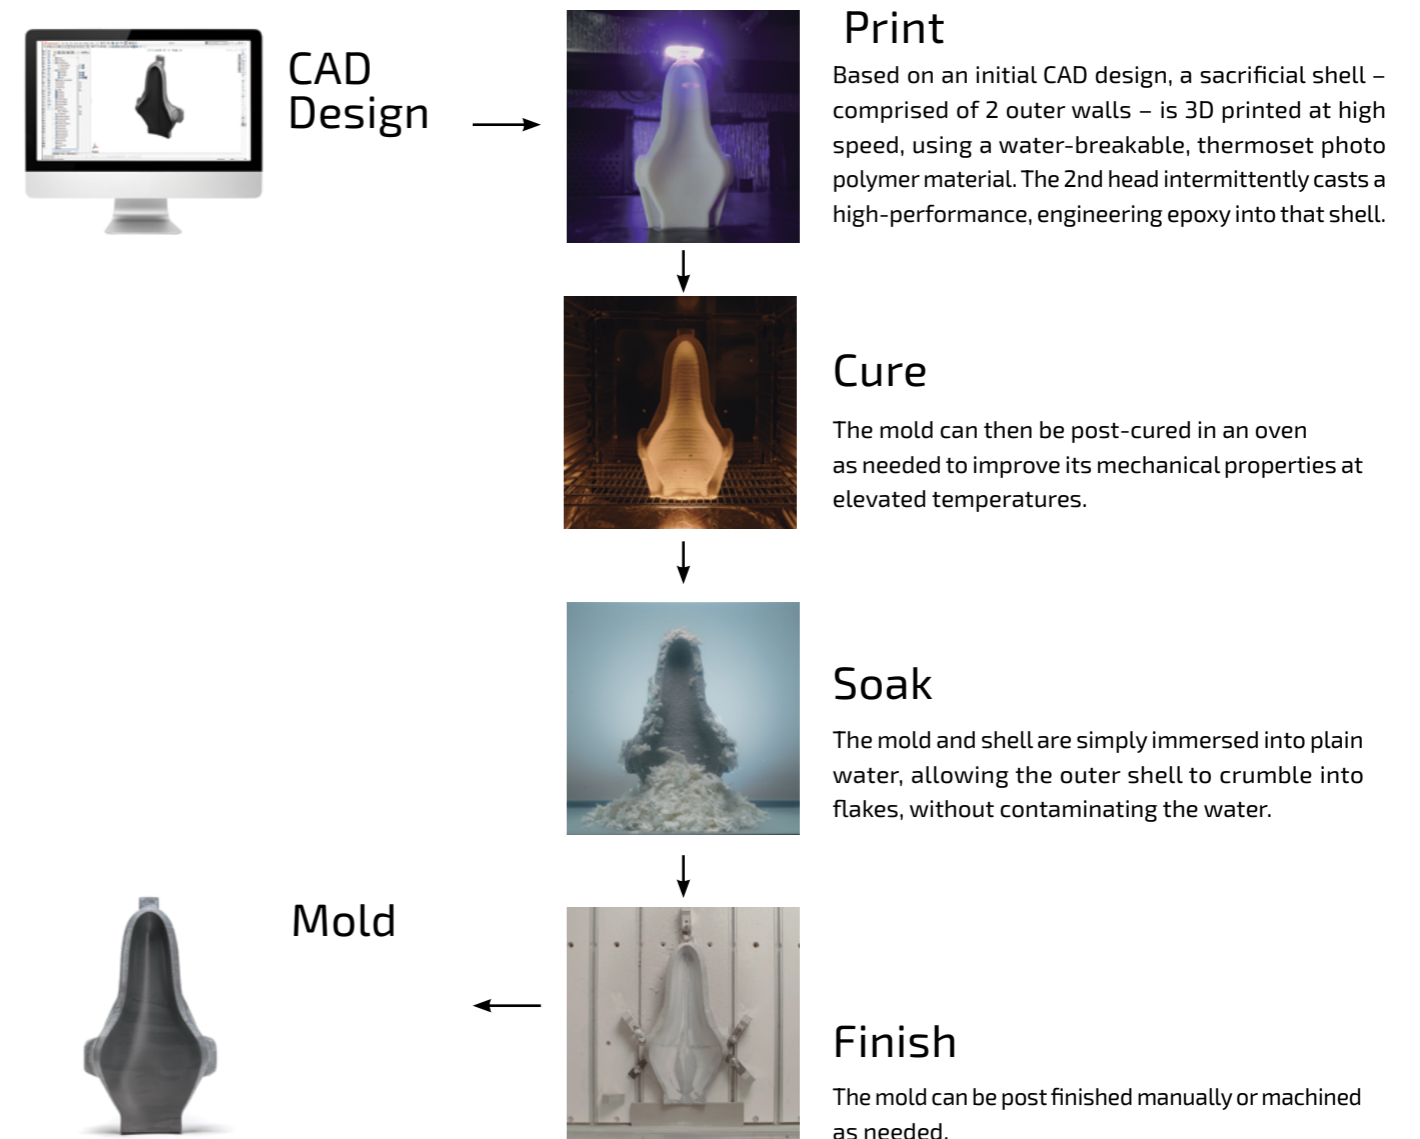 CAD
Design
Print
Based on an initial CAD design, a sacrificial shell –
comprised of 2 outer walls – is 3D printed at high
speed, using a water-breakable, thermoset photo
polymer material. The 2nd head intermittently casts a
high-performance, engineering epoxy into that shell.
Cure
The mold can then be post-cured in an oven
as needed to improve its mechanical properties at
elevated temperatures.
Soak
The mold and shell are simply immersed into plain
water, allowing the outer shell to crumble into
flakes, without contaminating the water.
Finish
The mold can be post finished manually or machined
as needed.
Mold